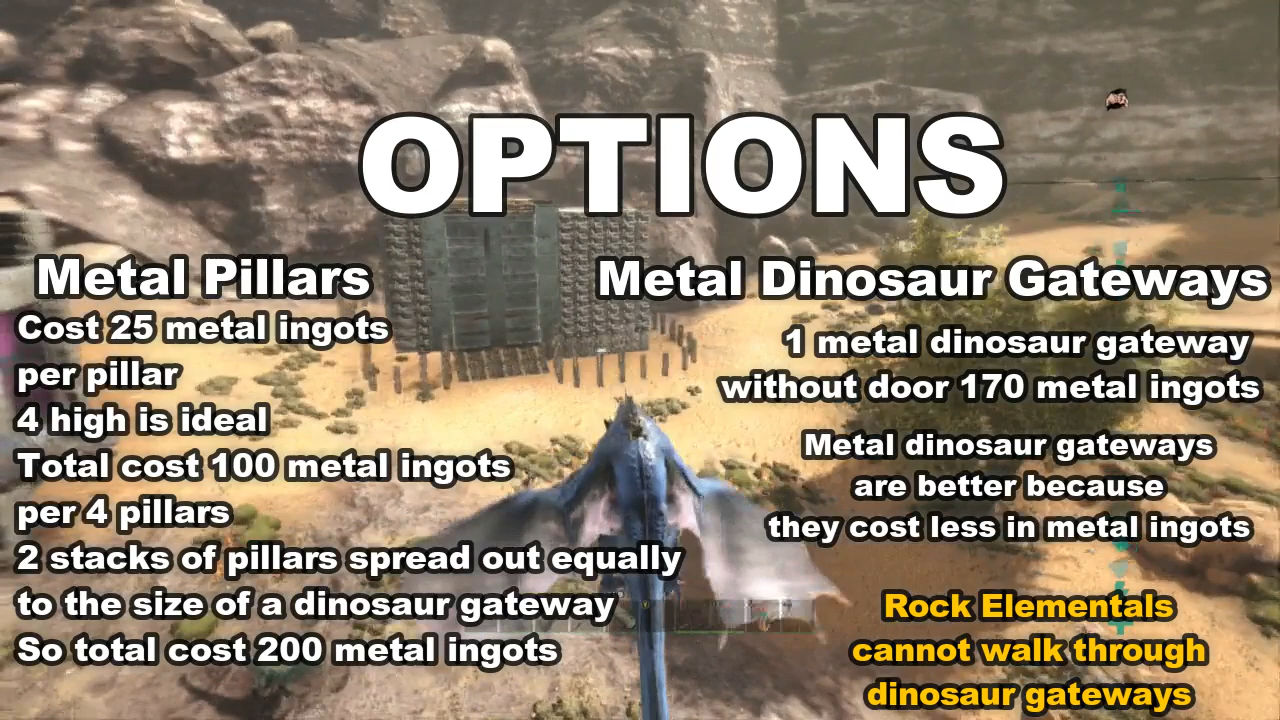 OPTIONS
Metal Pillars
Cost 25 metal ingots
per pillar
4 high is ideal
Total cost 100 metal ingots
per 4 pillars
2 stacks of pillars spread out equally
to the size of a dinosaur gateway
So total cost 200 metal ingots
Metal Dinosaur Gateways
1 metal dinosaur gateway
without door 170 metal ingots
Metal dinosaur gateways
are better because
they cost less in metal ingots
Rock Elementals
cannot walk through
dinosaur gateways